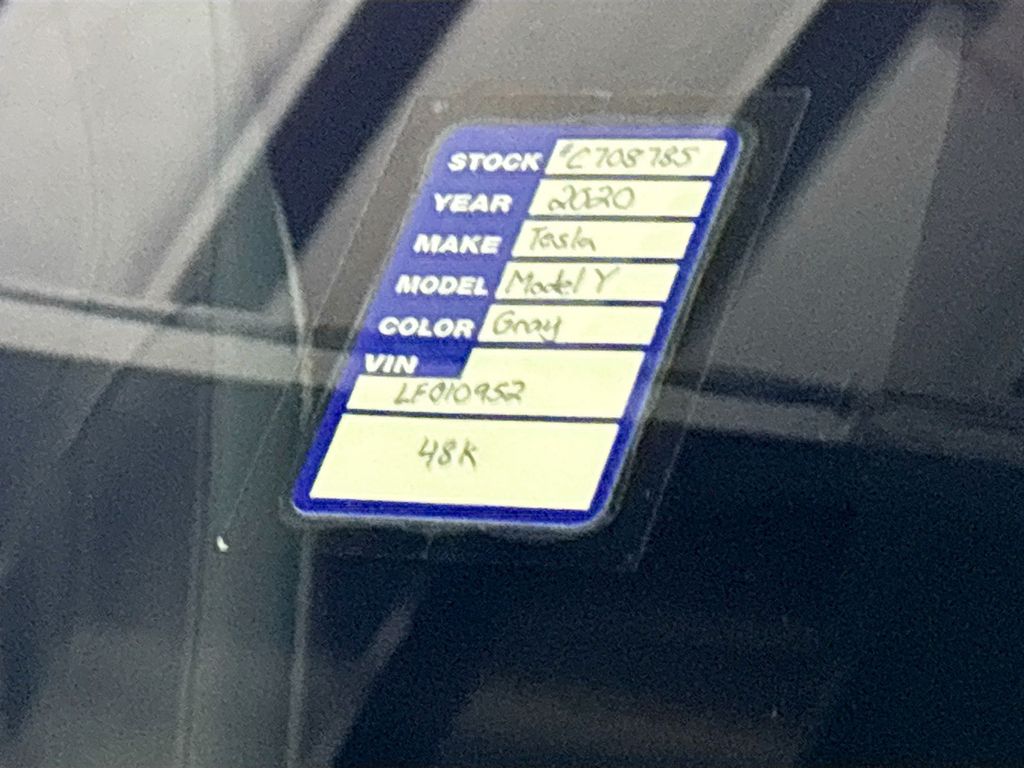 STOCK #C708785
YEAR 2020
MAKE Tesla
MODEL Model Y
COLOR Gray
VIN
LF010952
48K